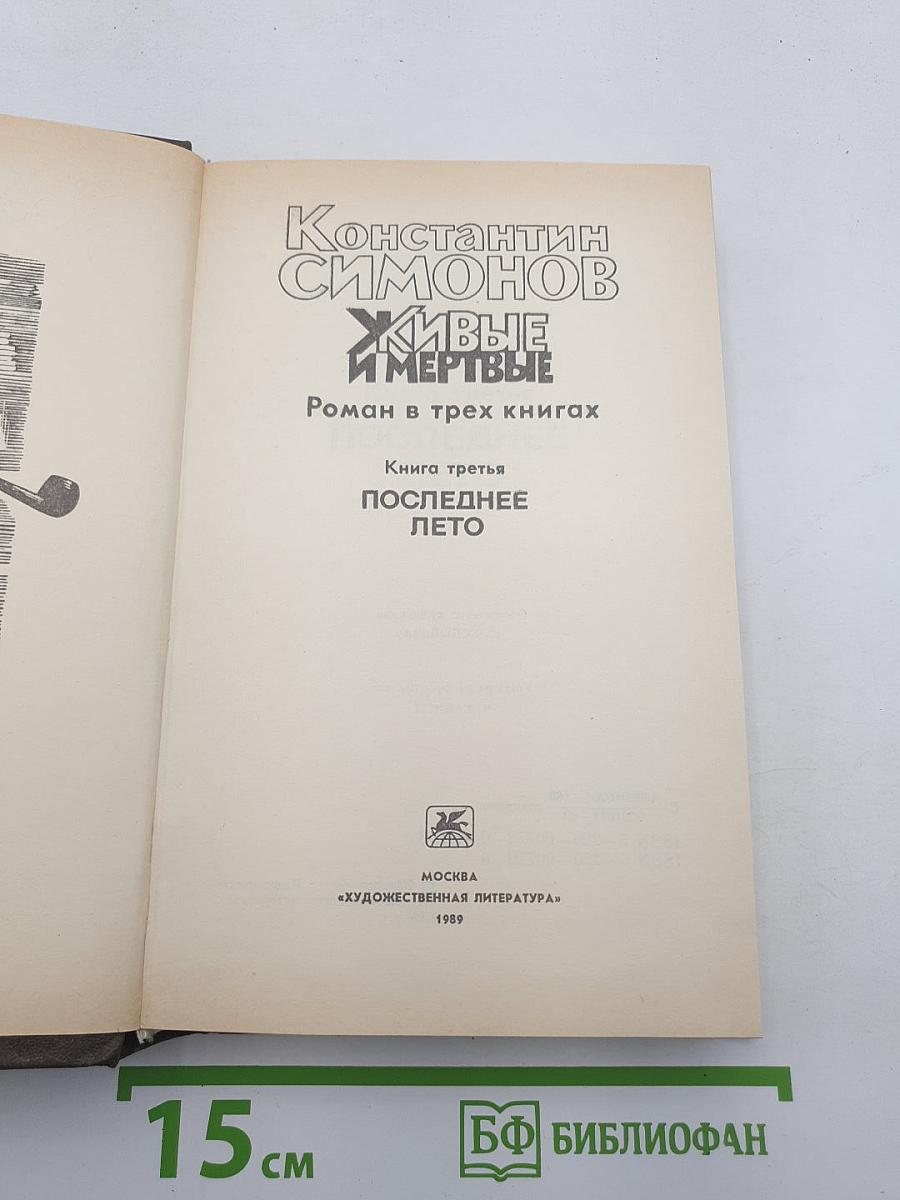 Константин
СИМОНОВ
ЖИВЫЕ
И МЕРТВЫЕ
Роман в трех книгах
Книга третья
ПОСЛЕДНЕЕ
ЛЕТО
МОСКВА
«ХУДОЖЕСТВЕННАЯ ЛИТЕРАТУРА»
1989
15 см
БФ БИБЛИОФАН